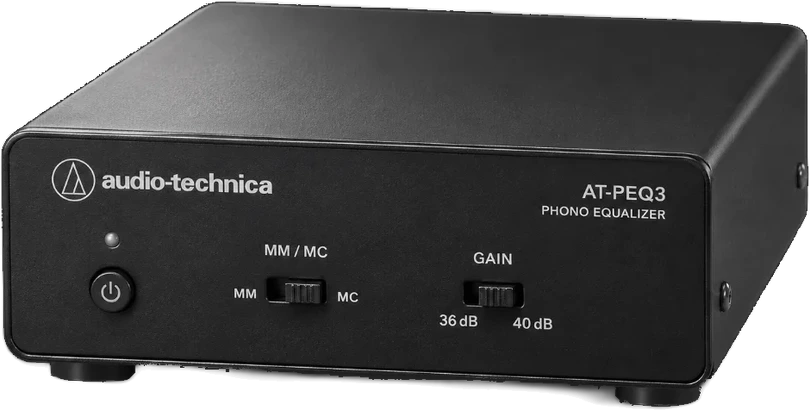 audio-technica
AT-PEQ3
PHONO EQUALIZER
MM / MC
GAIN
MM MC
36 dB 40 dB